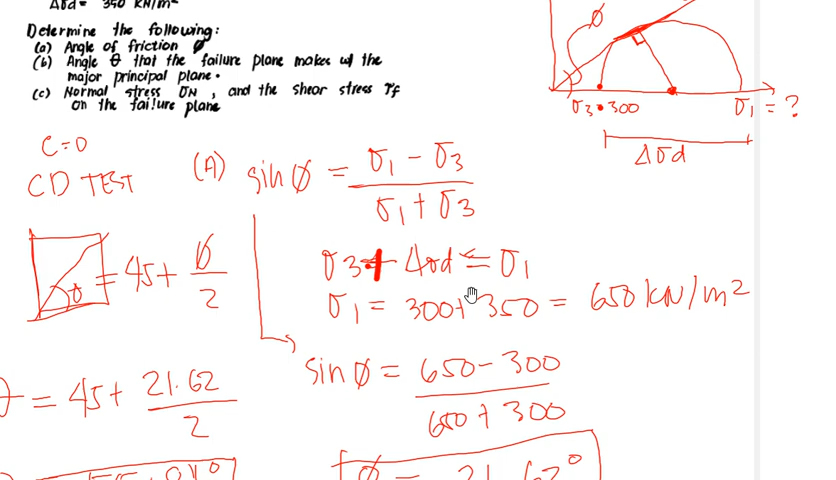 Δσd = 350 KN/m²
Determine the following:
(a) Angle of friction φ
(b) Angle θ that the failure plane makes w/ the
major principal plane.
(c) Normal stress σN, and the shear stress τf
on the failure plane
φ
σ3 • 300
σ1 = ?
Δσd
C=0
CD TEST
(A) sinφ = σ1 - σ3
σ1 + σ3
θ = 45 + φ
2
σ3 + Δσd = σ1
σ1 = 300 + 350 = 650 kN/m²
sin φ = 650 - 300
650 + 300
= 45 + 21.62
2
φ = 21.62°